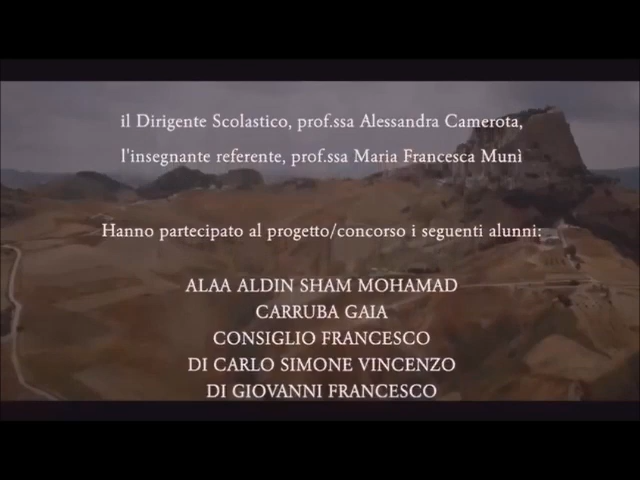 il Dirigente Scolastico, prof.ssa Alessandra Camerota,
l'insegnante referente, prof.ssa Maria Francesca Munì
Hanno partecipato al progetto/concorso i seguenti alunni:
ALAA ALDIN SHAM MOHAMAD
CARRUBA GAIA
CONSIGLIO FRANCESCO
DI CARLO SIMONE VINCENZO
DI GIOVANNI FRANCESCO